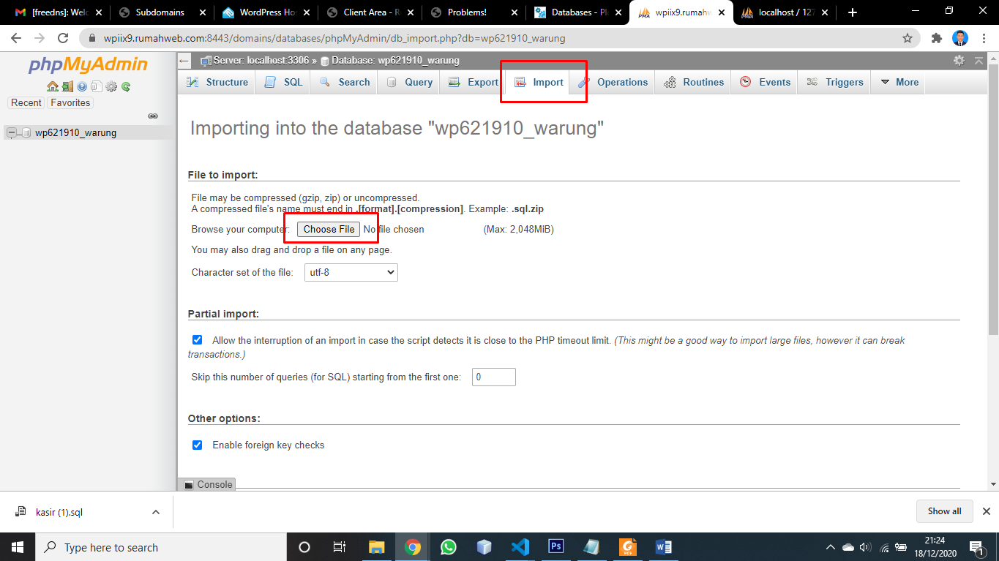 [freedns]: Welc
Subdomains
WordPress Hos
Client Area - R
Problems!
Databases - Ple
wpiix9.rumahw
localhost / 127
wpiix9.rumahweb.com:8443/domains/databases/phpMyAdmin/db_import.php?db=wp621910_warung
phpMyAdmin
Recent
Favorites
wp621910_warung
Server: localhost:3306 » Database: wp621910_warung
Structure SQL Search Query Export Import Operations Routines Events Triggers More
Importing into the database "wp621910_warung"
File to import:
File may be compressed (gzip, zip) or uncompressed.
A compressed file's name must end in .[format].[compression]. Example: .sql.zip
Browse your computer: Choose File No file chosen (Max: 2,048MiB)
You may also drag and drop a file on any page.
Character set of the file: utf-8
Partial import:
Allow the interruption of an import in case the script detects it is close to the PHP timeout limit. (This might be a good way to import large files, however it can break
transactions.)
Skip this number of queries (for SQL) starting from the first one: 0
Other options:
Enable foreign key checks
Console
kasir (1).sql
Show all
Type here to search
Ps
PDF
21:24
18/12/2020
1